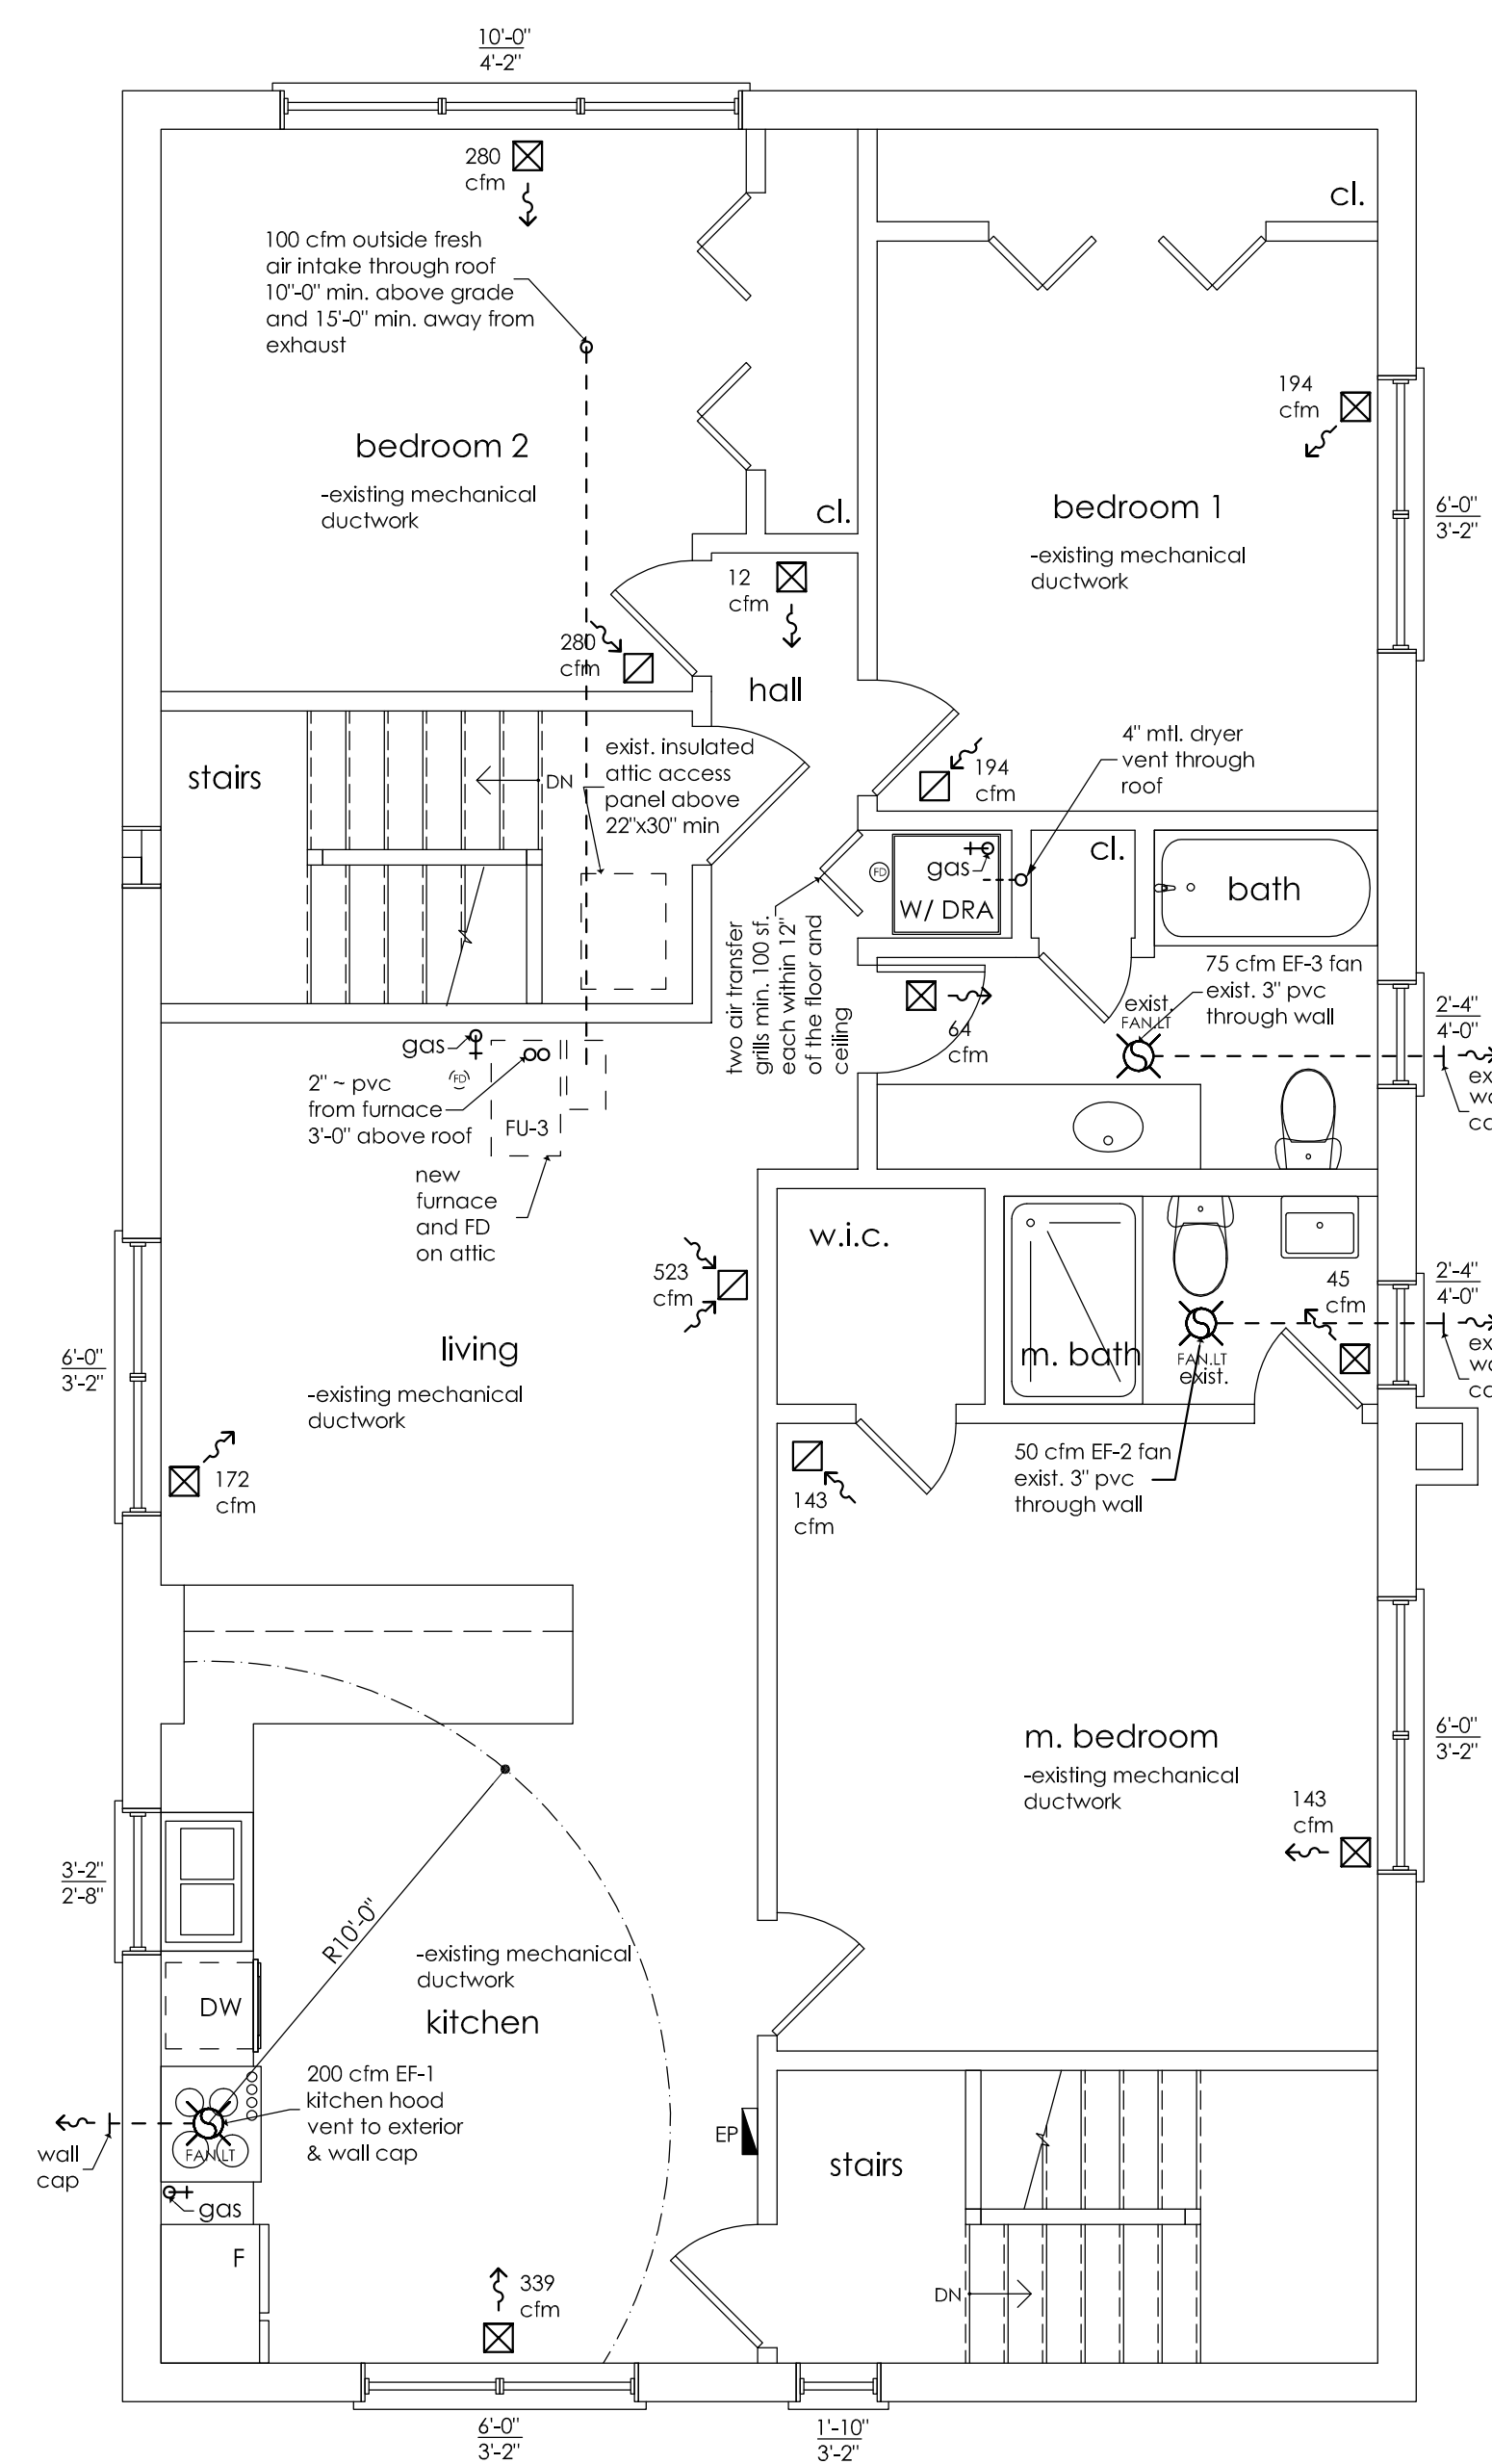 10'-0"
4'-2"
280
cfm
cl.
100 cfm outside fresh
air intake through roof
10"-0" min. above grade
and 15'-0" min. away from
exhaust
194
cfm
bedroom 2
-existing mechanical
ductwork
cl.
bedroom 1
-existing mechanical
ductwork
6'-0"
3'-2"
12
cfm
280
cfm
hall
stairs
DN
exist. insulated
attic access
panel above
22"x30" min
194
cfm
4" mtl. dryer
vent through
roof
FD
gas
W/ DRA
cl.
bath
two air transfer
grills min. 100 sf.
each within 12"
of the floor and
ceiling
75 cfm EF-3 fan
exist. 3" pvc
through wall
exist.
FAN.LT
64
cfm
2'-4"
4'-0"
ex
wa
ca
gas
FD
2" ~ pvc
from furnace
3'-0" above roof
FU-3
new
furnace
and FD
on attic
w.i.c.
523
cfm
45
cfm
2'-4"
4'-0"
ex
wa
ca
m. bath
FAN.LT
exist.
living
-existing mechanical
ductwork
6'-0"
3'-2"
172
cfm
143
cfm
50 cfm EF-2 fan
exist. 3" pvc
through wall
m. bedroom
-existing mechanical
ductwork
6'-0"
3'-2"
143
cfm
3'-2"
2'-8"
R10'-0"
-existing mechanical
ductwork
DW
kitchen
200 cfm EF-1
kitchen hood
vent to exterior
& wall cap
FAN.LT
wall
cap
gas
EP
stairs
F
DN
339
cfm
6'-0"
3'-2"
1'-10"
3'-2"